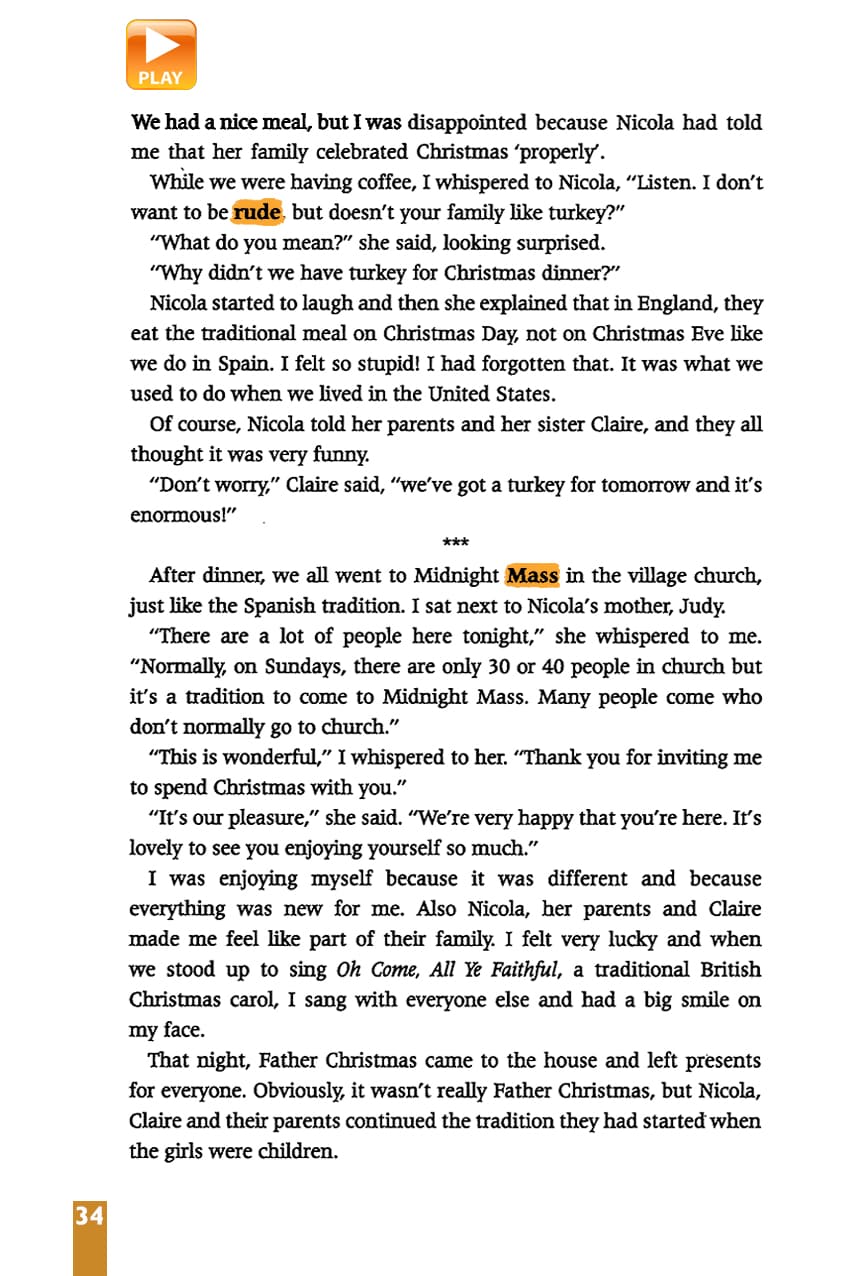 PLAY
We had a nice meal, but I was disappointed because Nicola had told
me that her family celebrated Christmas ‘properly’.
While we were having coffee, I whispered to Nicola, “Listen. I don’t
want to be rude, but doesn’t your family like turkey?”
“What do you mean?” she said, looking surprised.
“Why didn’t we have turkey for Christmas dinner?”
Nicola started to laugh and then she explained that in England, they
eat the traditional meal on Christmas Day, not on Christmas Eve like
we do in Spain. I felt so stupid! I had forgotten that. It was what we
used to do when we lived in the United States.
Of course, Nicola told her parents and her sister Claire, and they all
thought it was very funny.
“Don’t worry,” Claire said, “we’ve got a turkey for tomorrow and it’s
enormous!”
***
After dinner, we all went to Midnight Mass in the village church,
just like the Spanish tradition. I sat next to Nicola’s mother, Judy.
“There are a lot of people here tonight,” she whispered to me.
“Normally, on Sundays, there are only 30 or 40 people in church but
it’s a tradition to come to Midnight Mass. Many people come who
don’t normally go to church.”
“This is wonderful,” I whispered to her. “Thank you for inviting me
to spend Christmas with you.”
“It’s our pleasure,” she said. “We’re very happy that you’re here. It’s
lovely to see you enjoying yourself so much.”
I was enjoying myself because it was different and because
everything was new for me. Also Nicola, her parents and Claire
made me feel like part of their family. I felt very lucky and when
we stood up to sing Oh Come, All Ye Faithful, a traditional British
Christmas carol, I sang with everyone else and had a big smile on
my face.
That night, Father Christmas came to the house and left presents
for everyone. Obviously, it wasn’t really Father Christmas, but Nicola,
Claire and their parents continued the tradition they had started when
the girls were children.
34